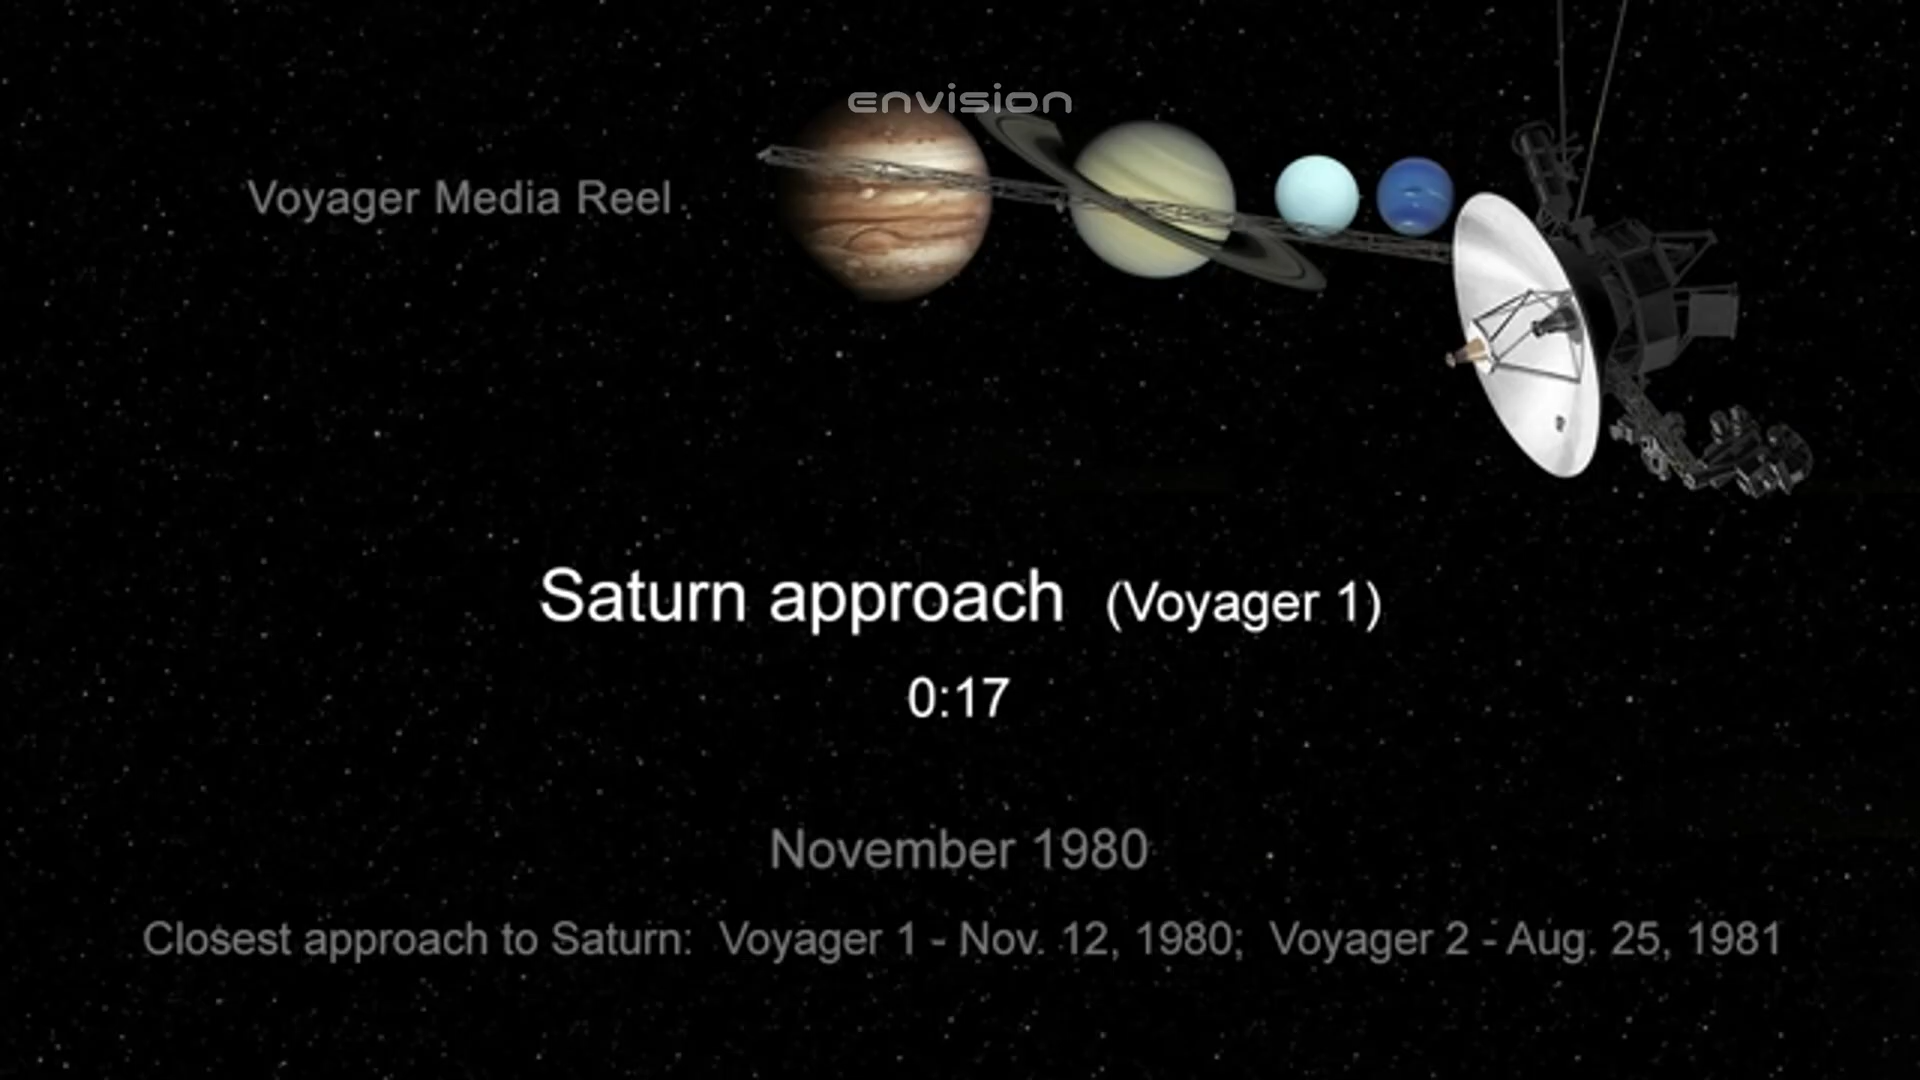 envision
Voyager Media Reel
Saturn approach (Voyager 1)
0:17
November 1980
Closest approach to Saturn: Voyager 1 - Nov. 12, 1980; Voyager 2 - Aug. 25, 1981